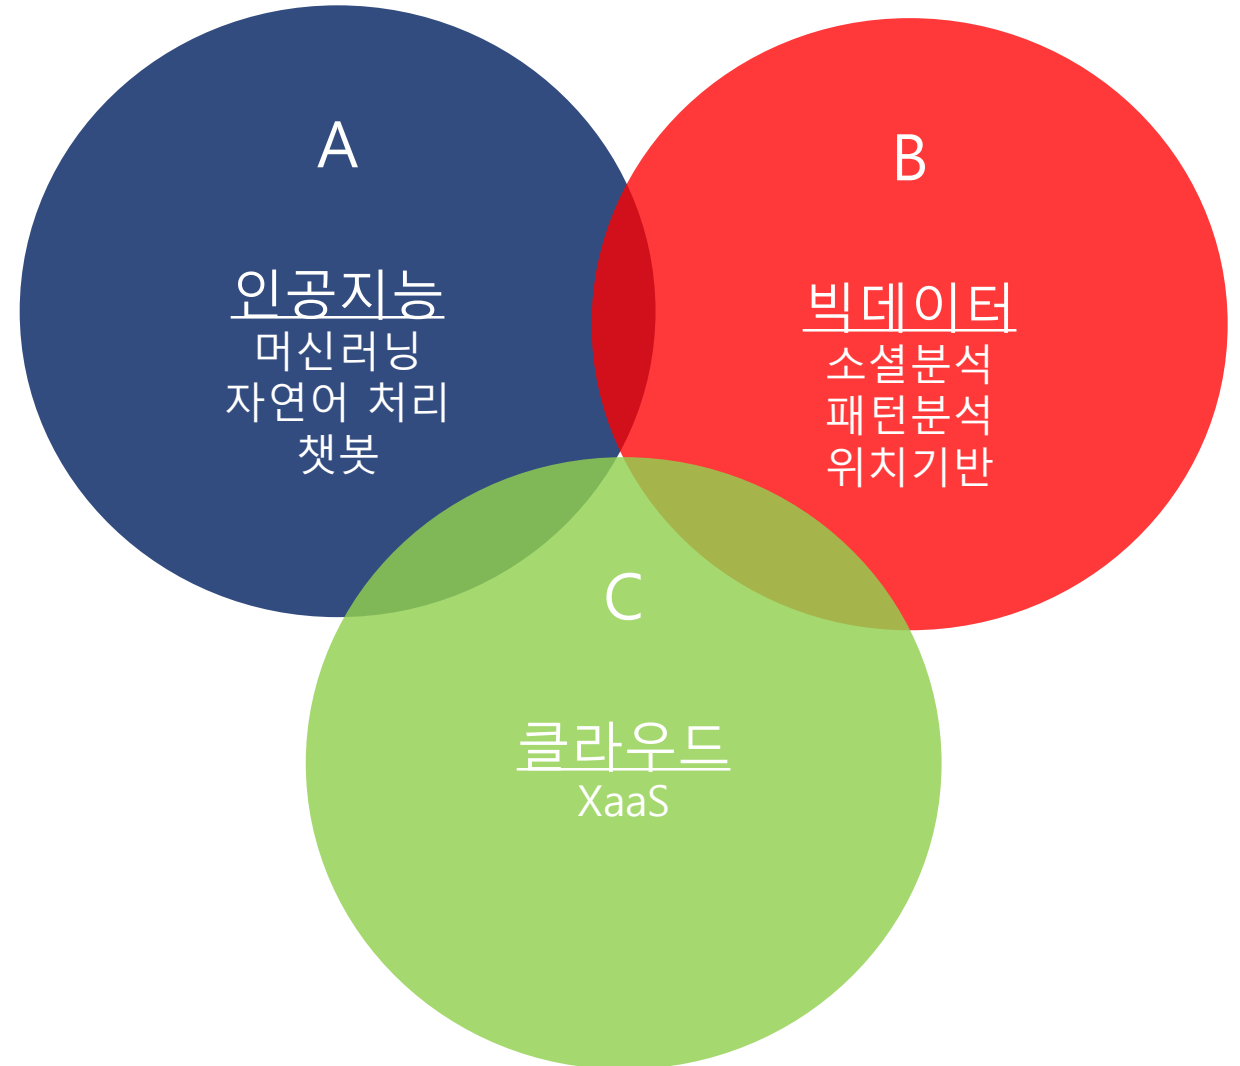 A
인공지능
머신러닝
자연어 처리
챗봇
B
빅데이터
소셜분석
패턴분석
위치기반
C
클라우드
XaaS